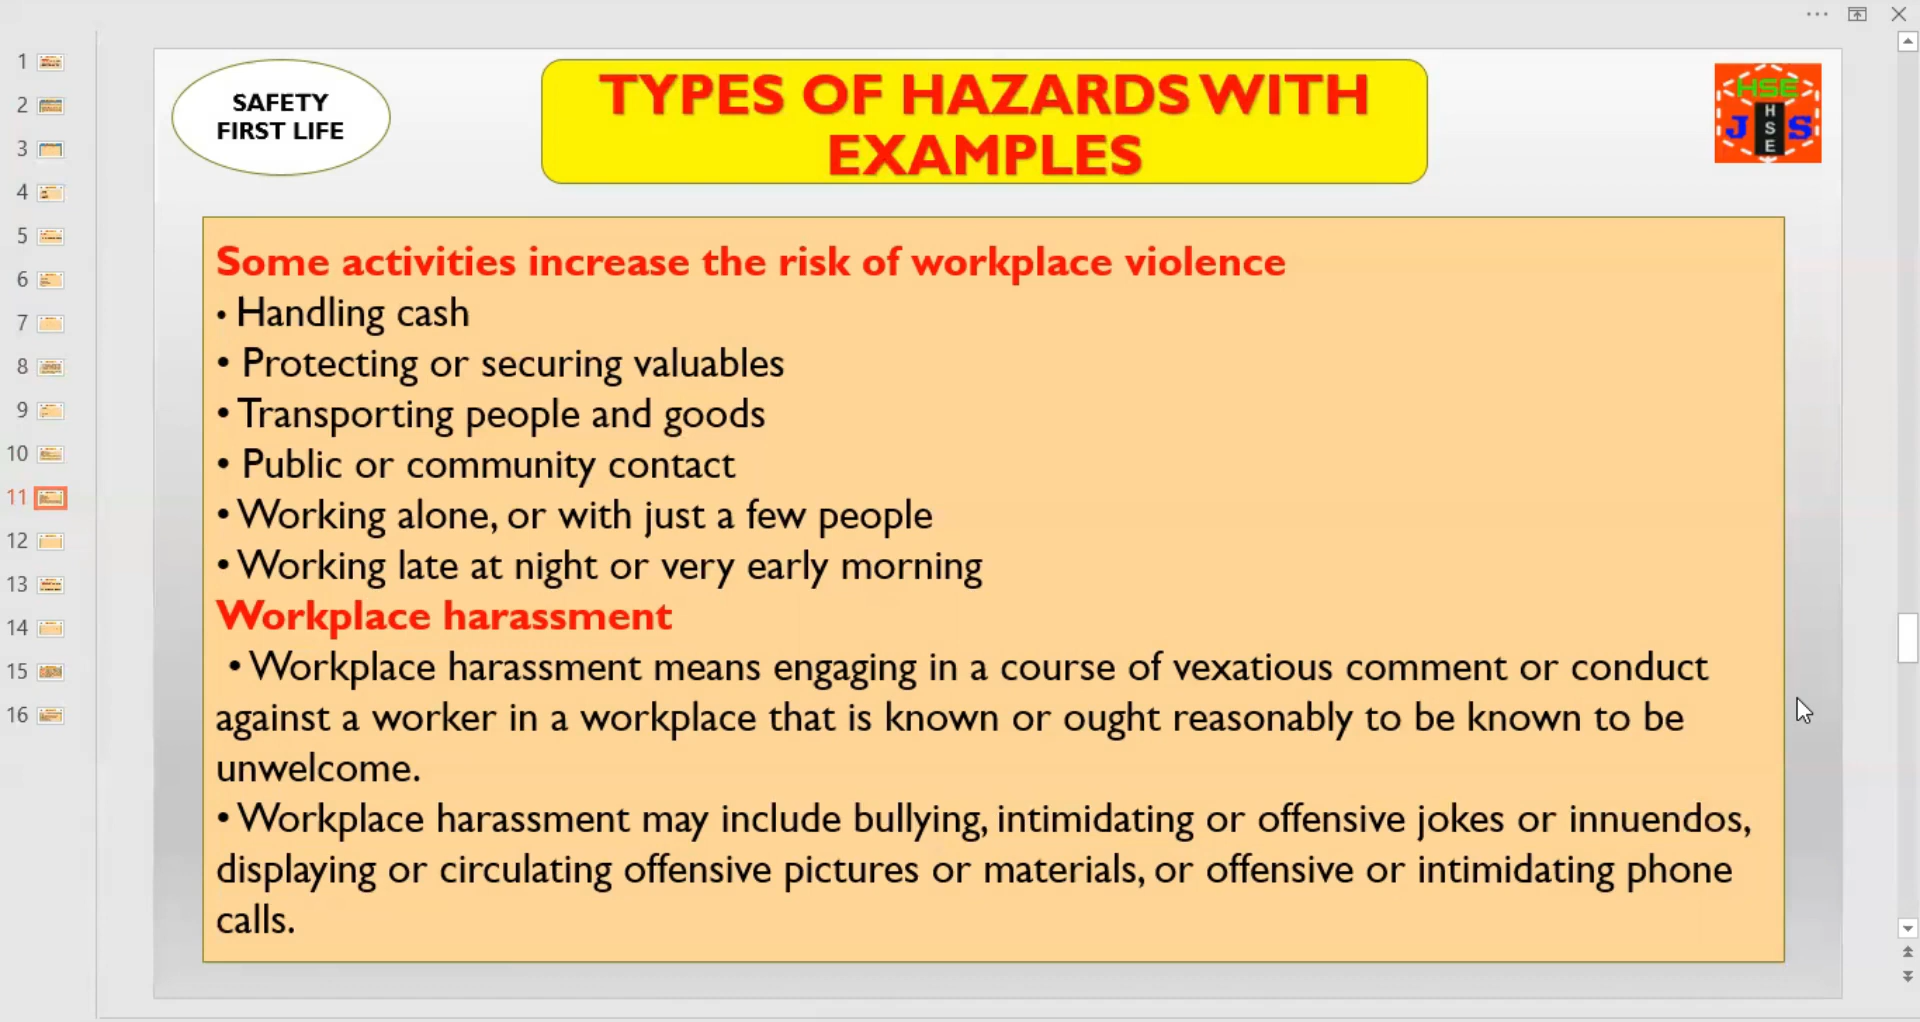 SAFETY
FIRST LIFE
TYPES OF HAZARDS WITH
EXAMPLES
HSE
J S
H
S
E
1
2
3
4
5
6
7
8
9
10
11
12
13
14
15
16
Some activities increase the risk of workplace violence
• Handling cash
• Protecting or securing valuables
• Transporting people and goods
• Public or community contact
• Working alone, or with just a few people
• Working late at night or very early morning
Workplace harassment
• Workplace harassment means engaging in a course of vexatious comment or conduct
against a worker in a workplace that is known or ought reasonably to be known to be
unwelcome.
• Workplace harassment may include bullying, intimidating or offensive jokes or innuendos,
displaying or circulating offensive pictures or materials, or offensive or intimidating phone
calls.